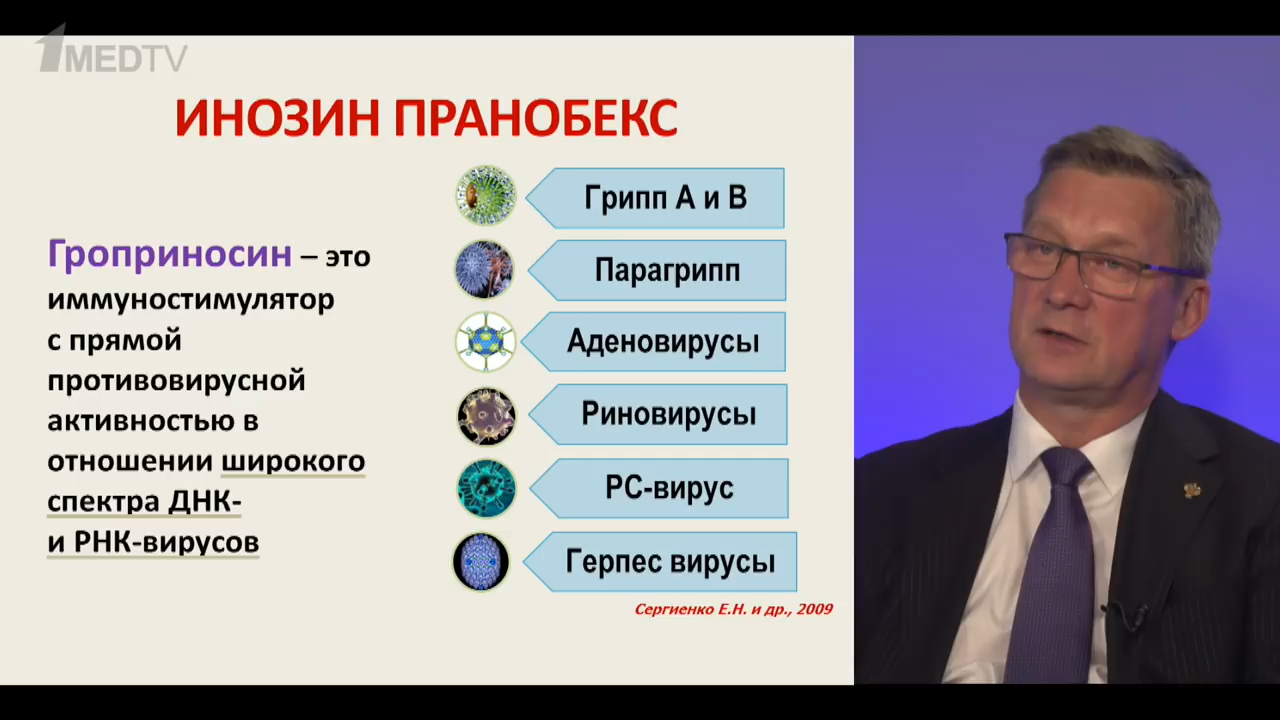 1MEDTV
ИНОЗИН ПРАНОБЕКС
Гроприносин – это
иммуностимулятор
с прямой
противовирусной
активностью в
отношении широкого
спектра ДНК-
и РНК-вирусов
Грипп А и В
Парагрипп
Аденовирусы
Риновирусы
РС-вирус
Герпес вирусы
Сергиенко Е.Н. и др., 2009